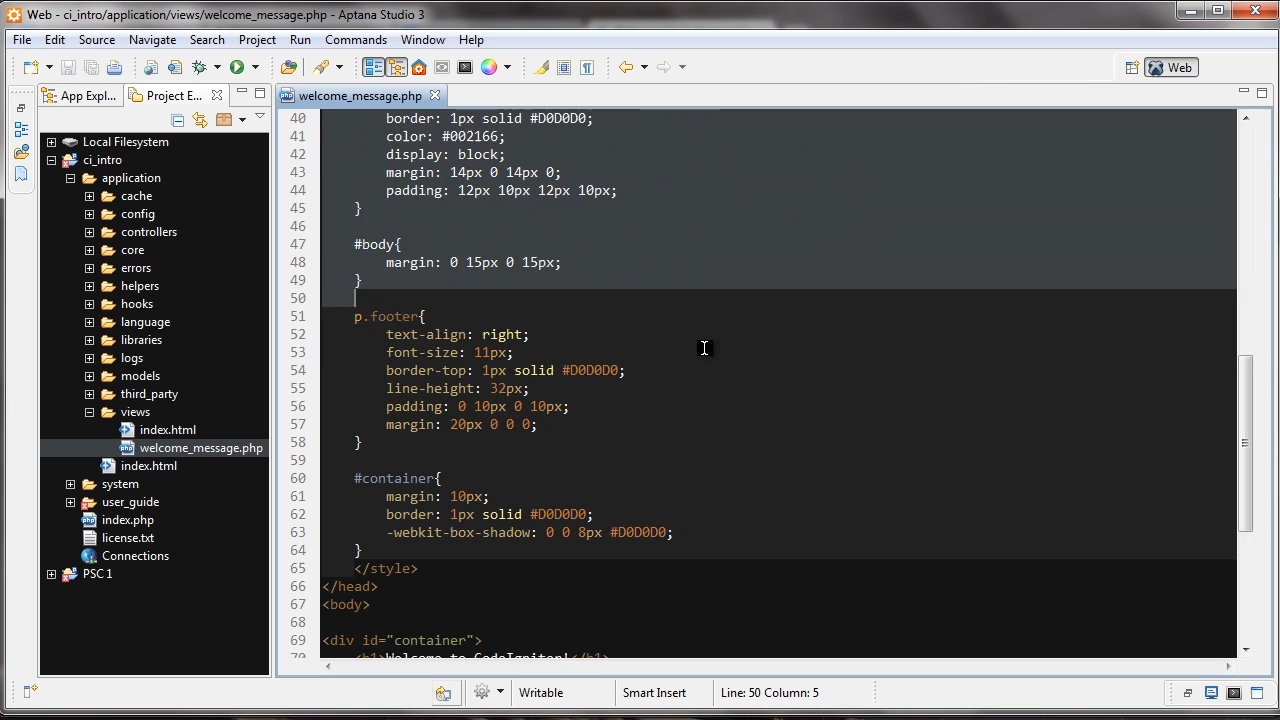 Web - ci_intro/application/views/welcome_message.php - Aptana Studio 3
File Edit Source Navigate Search Project Run Commands Window Help
Web
App Expl... Project E...
welcome_message.php
Local Filesystem
ci_intro
application
cache
config
controllers
core
errors
helpers
hooks
language
libraries
logs
models
third_party
views
index.html
welcome_message.php
index.html
system
user_guide
index.php
license.txt
Connections
PSC 1
40 border: 1px solid #D0D0D0;
41 color: #002166;
42 display: block;
43 margin: 14px 0 14px 0;
44 padding: 12px 10px 12px 10px;
45 }
46
47 #body{
48 margin: 0 15px 0 15px;
49 }
50
51 p.footer{
52 text-align: right;
53 font-size: 11px;
54 border-top: 1px solid #D0D0D0;
55 line-height: 32px;
56 padding: 0 10px 0 10px;
57 margin: 20px 0 0 0;
58 }
59
60 #container{
61 margin: 10px;
62 border: 1px solid #D0D0D0;
63 -webkit-box-shadow: 0 0 8px #D0D0D0;
64 }
65 </style>
66 </head>
67 <body>
68
69 <div id="container">
70 <h1>Welcome to CodeIgniter!</h1>
Writable Smart Insert Line: 50 Column: 5